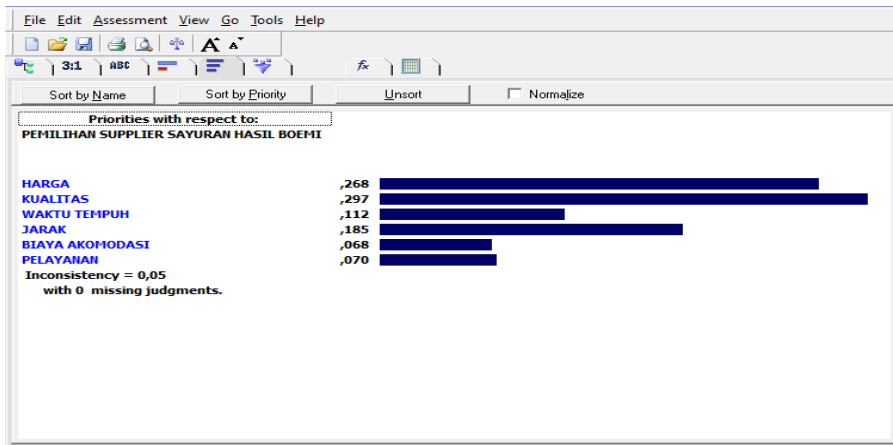 File Edit Assessment View Go Tools Help
A A
3:1 ABC fx
Sort by Name Sort by Priority Unsort Normalize
Priorities with respect to:
PEMILIHAN SUPPLIER SAYURAN HASIL BOEMI
HARGA ,268
KUALITAS ,297
WAKTU TEMPUH ,112
JARAK ,185
BIAYA AKOMODASI ,068
PELAYANAN ,070
Inconsistency = 0,05
with 0 missing judgments.